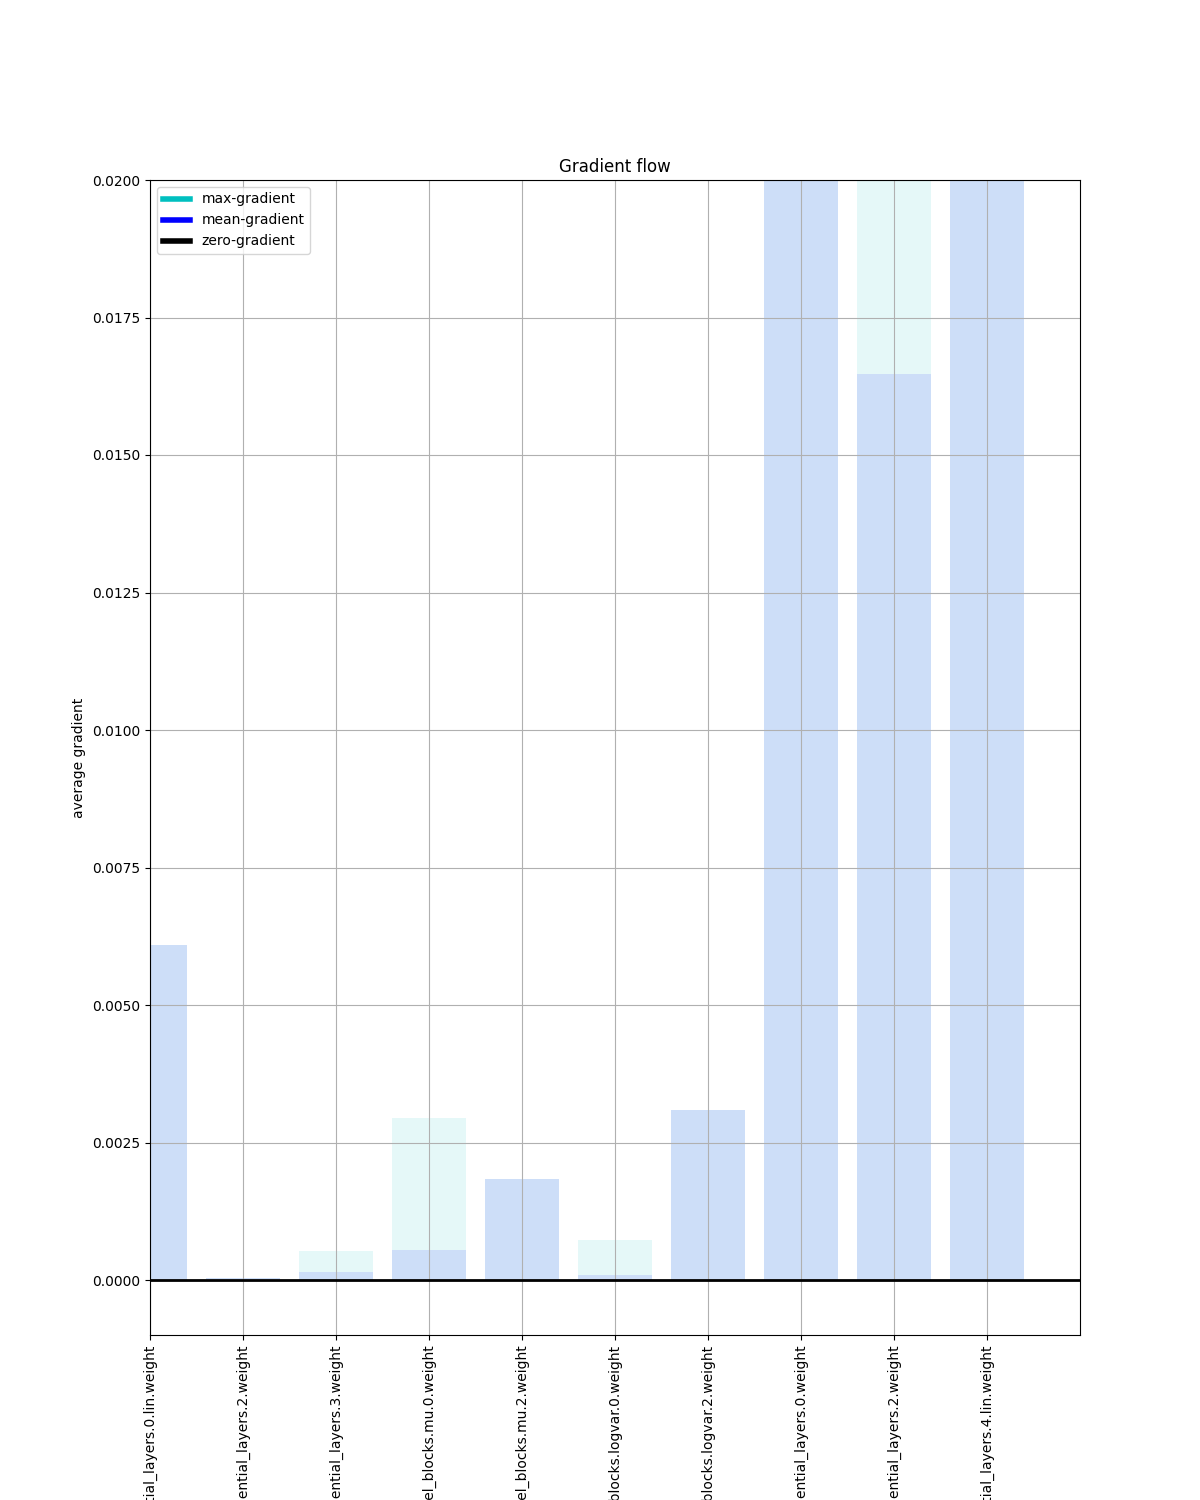 Gradient flow
max-gradient
mean-gradient
zero-gradient
0.0200
0.0175
0.0150
0.0125
0.0100
0.0075
0.0050
0.0025
0.0000
average gradient
tial_layers.0.lin.weight
ential_layers.2.weight
ential_layers.3.weight
el_blocks.mu.0.weight
el_blocks.mu.2.weight
blocks.logvar.0.weight
blocks.logvar.2.weight
ential_layers.0.weight
ential_layers.2.weight
tial_layers.4.lin.weight